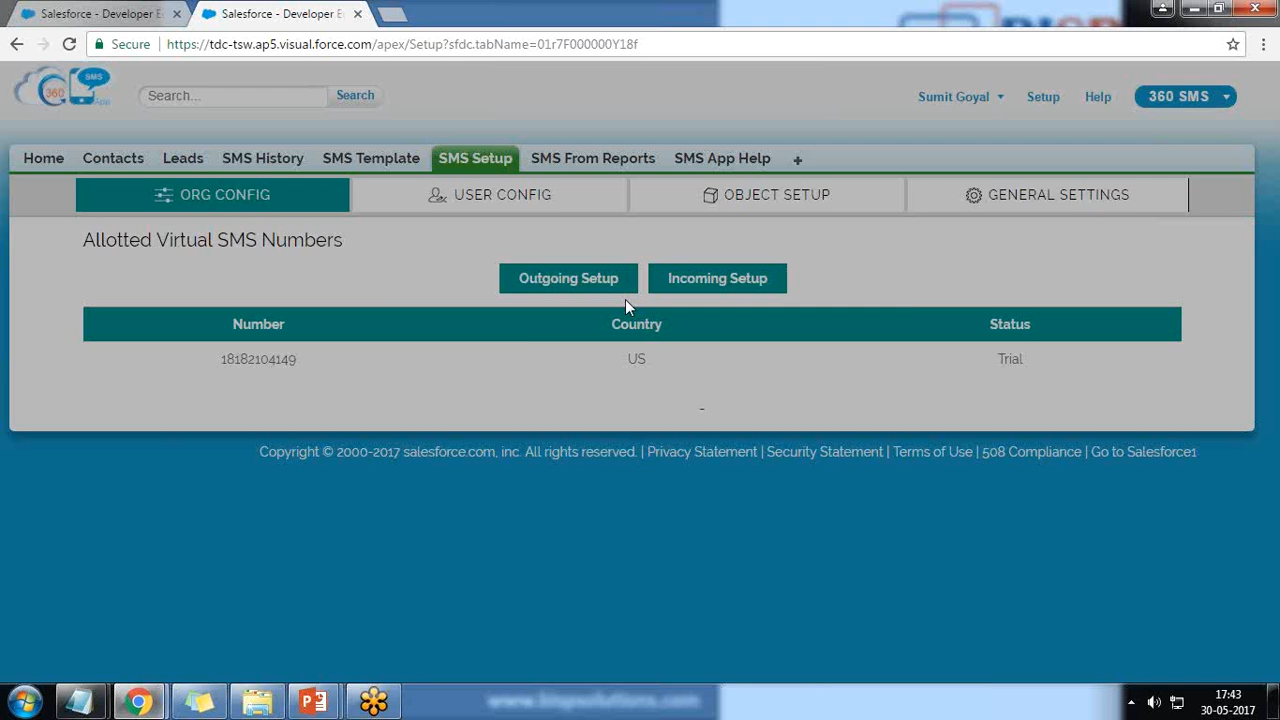 Salesforce - Developer E
Salesforce - Developer E
Secure
https://tdc-tsw.ap5.visual.force.com/apex/Setup?sfdc.tabName=01r7F000000Y18f
360
SMS
App
Search...
Search
Sumit Goyal
Setup
Help
360 SMS
Home
Contacts
Leads
SMS History
SMS Template
SMS Setup
SMS From Reports
SMS App Help
+
ORG CONFIG
USER CONFIG
OBJECT SETUP
GENERAL SETTINGS
Allotted Virtual SMS Numbers
Outgoing Setup
Incoming Setup
Number
Country
Status
18182104149
US
Trial
-
Copyright © 2000-2017 salesforce.com, inc. All rights reserved. | Privacy Statement | Security Statement | Terms of Use | 508 Compliance | Go to Salesforce1
17:43
30-05-2017